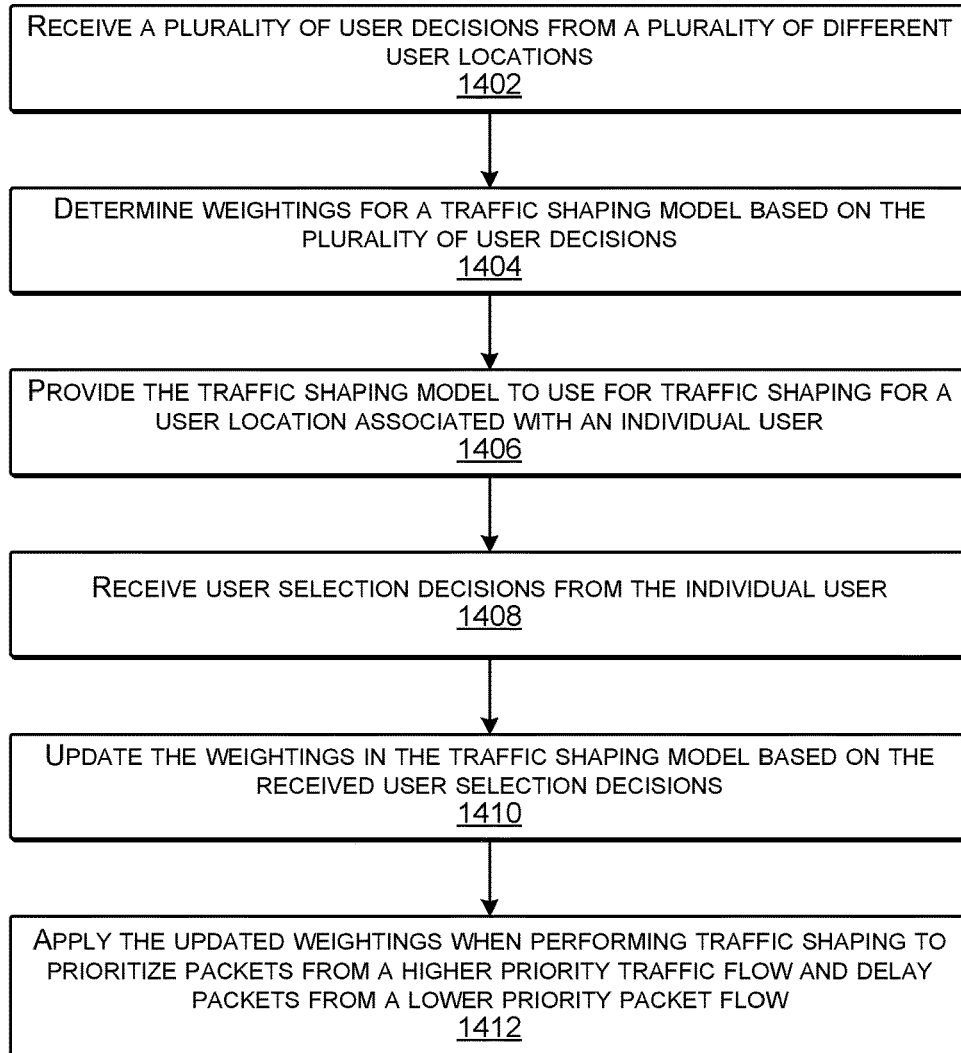 RECEIVE A PLURALITY OF USER DECISIONS FROM A PLURALITY OF DIFFERENT
USER LOCATIONS
1402
DETERMINE WEIGHTINGS FOR A TRAFFIC SHAPING MODEL BASED ON THE
PLURALITY OF USER DECISIONS
1404
PROVIDE THE TRAFFIC SHAPING MODEL TO USE FOR TRAFFIC SHAPING FOR A
USER LOCATION ASSOCIATED WITH AN INDIVIDUAL USER
1406
RECEIVE USER SELECTION DECISIONS FROM THE INDIVIDUAL USER
1408
UPDATE THE WEIGHTINGS IN THE TRAFFIC SHAPING MODEL BASED ON THE
RECEIVED USER SELECTION DECISIONS
1410
APPLY THE UPDATED WEIGHTINGS WHEN PERFORMING TRAFFIC SHAPING TO
PRIORITIZE PACKETS FROM A HIGHER PRIORITY TRAFFIC FLOW AND DELAY
PACKETS FROM A LOWER PRIORITY PACKET FLOW
1412